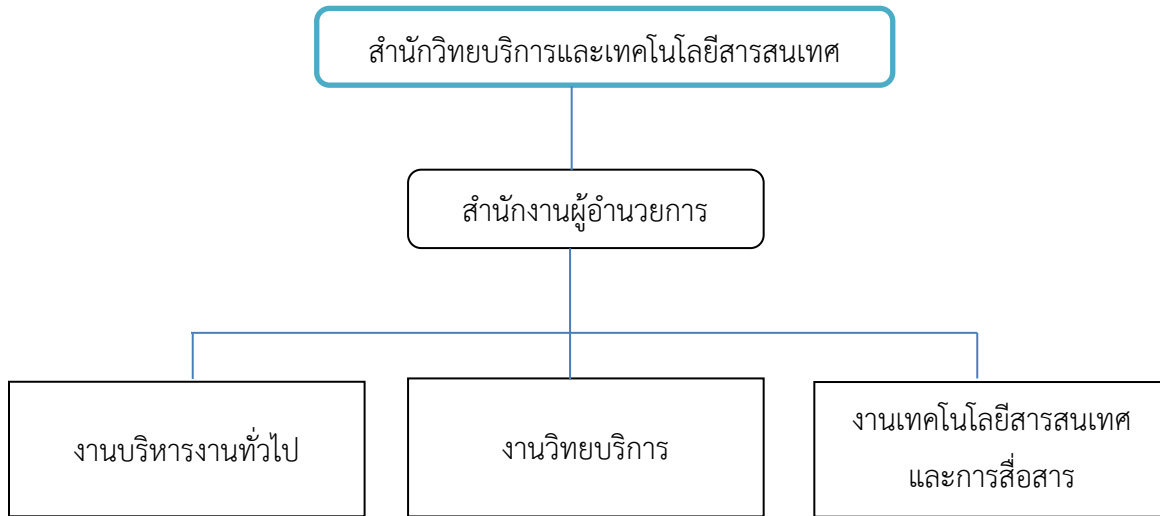 สำนักวิทยบริการและเทคโนโลยีสารสนเทศ
สำนักงานผู้อำนวยการ
งานบริหารงานทั่วไป
งานวิทยบริการ
งานเทคโนโลยีสารสนเทศ
และการสื่อสาร